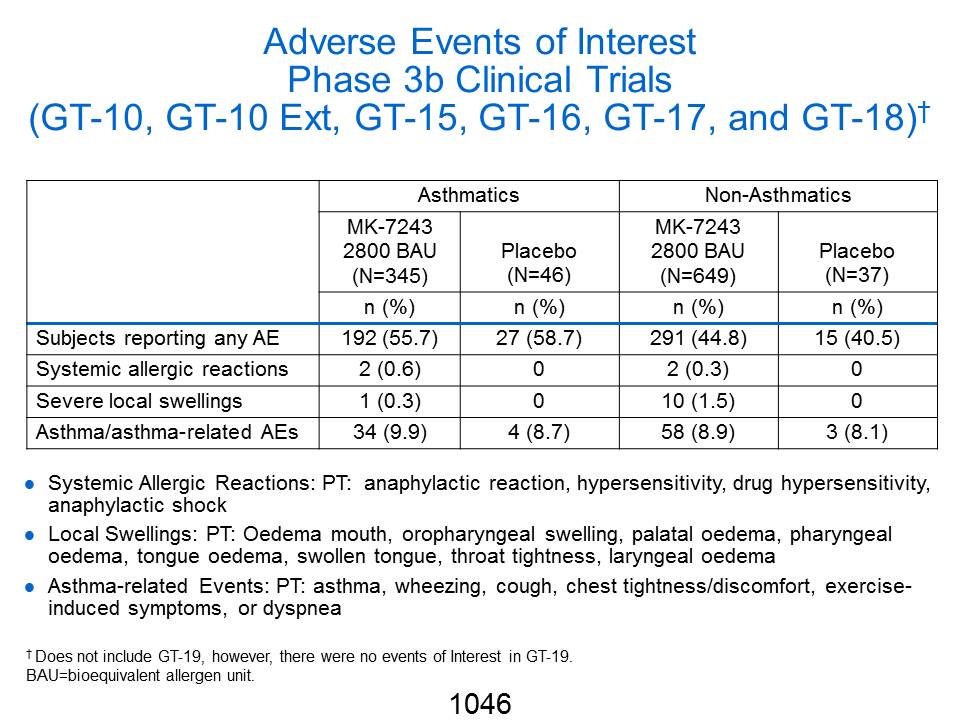 Adverse Events of Interest
Phase 3b Clinical Trials
(GT-10, GT-10 Ext, GT-15, GT-16, GT-17, and GT-18)†
Asthmatics Non-Asthmatics
MK-7243 2800 BAU (N=345) Placebo (N=46) MK-7243 2800 BAU (N=649) Placebo (N=37)
n (%) n (%) n (%) n (%)
Subjects reporting any AE 192 (55.7) 27 (58.7) 291 (44.8) 15 (40.5)
Systemic allergic reactions 2 (0.6) 0 2 (0.3) 0
Severe local swellings 1 (0.3) 0 10 (1.5) 0
Asthma/asthma-related AEs 34 (9.9) 4 (8.7) 58 (8.9) 3 (8.1)
● Systemic Allergic Reactions: PT: anaphylactic reaction, hypersensitivity, drug hypersensitivity,
anaphylactic shock
● Local Swellings: PT: Oedema mouth, oropharyngeal swelling, palatal oedema, pharyngeal
oedema, tongue oedema, swollen tongue, throat tightness, laryngeal oedema
● Asthma-related Events: PT: asthma, wheezing, cough, chest tightness/discomfort, exercise-
induced symptoms, or dyspnea
† Does not include GT-19, however, there were no events of Interest in GT-19.
BAU=bioequivalent allergen unit.
1046